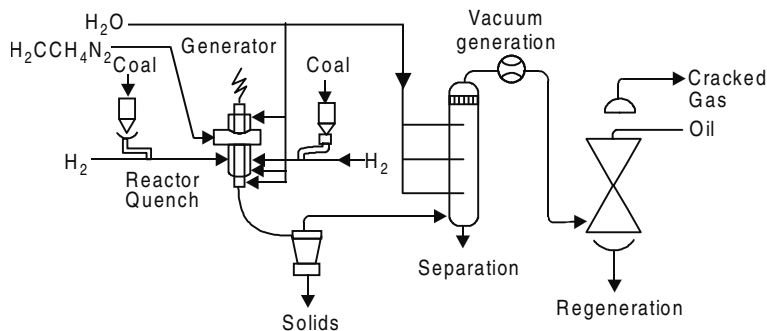 H2O
H2CCH4N2
Coal
Generator
Coal
Vacuum
generation
Cracked
Gas
Oil
H2
Reactor
Quench
H2
Separation
Regeneration
Solids